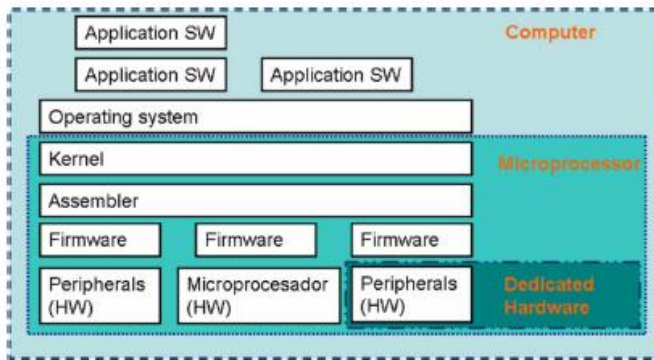 Application SW
Computer
Application SW
Application SW
Operating system
Kernel
Microprocessor
Assembler
Firmware
Firmware
Firmware
Peripherals
(HW)
Microprocesador
(HW)
Peripherals
(HW)
Dedicated
Hardware